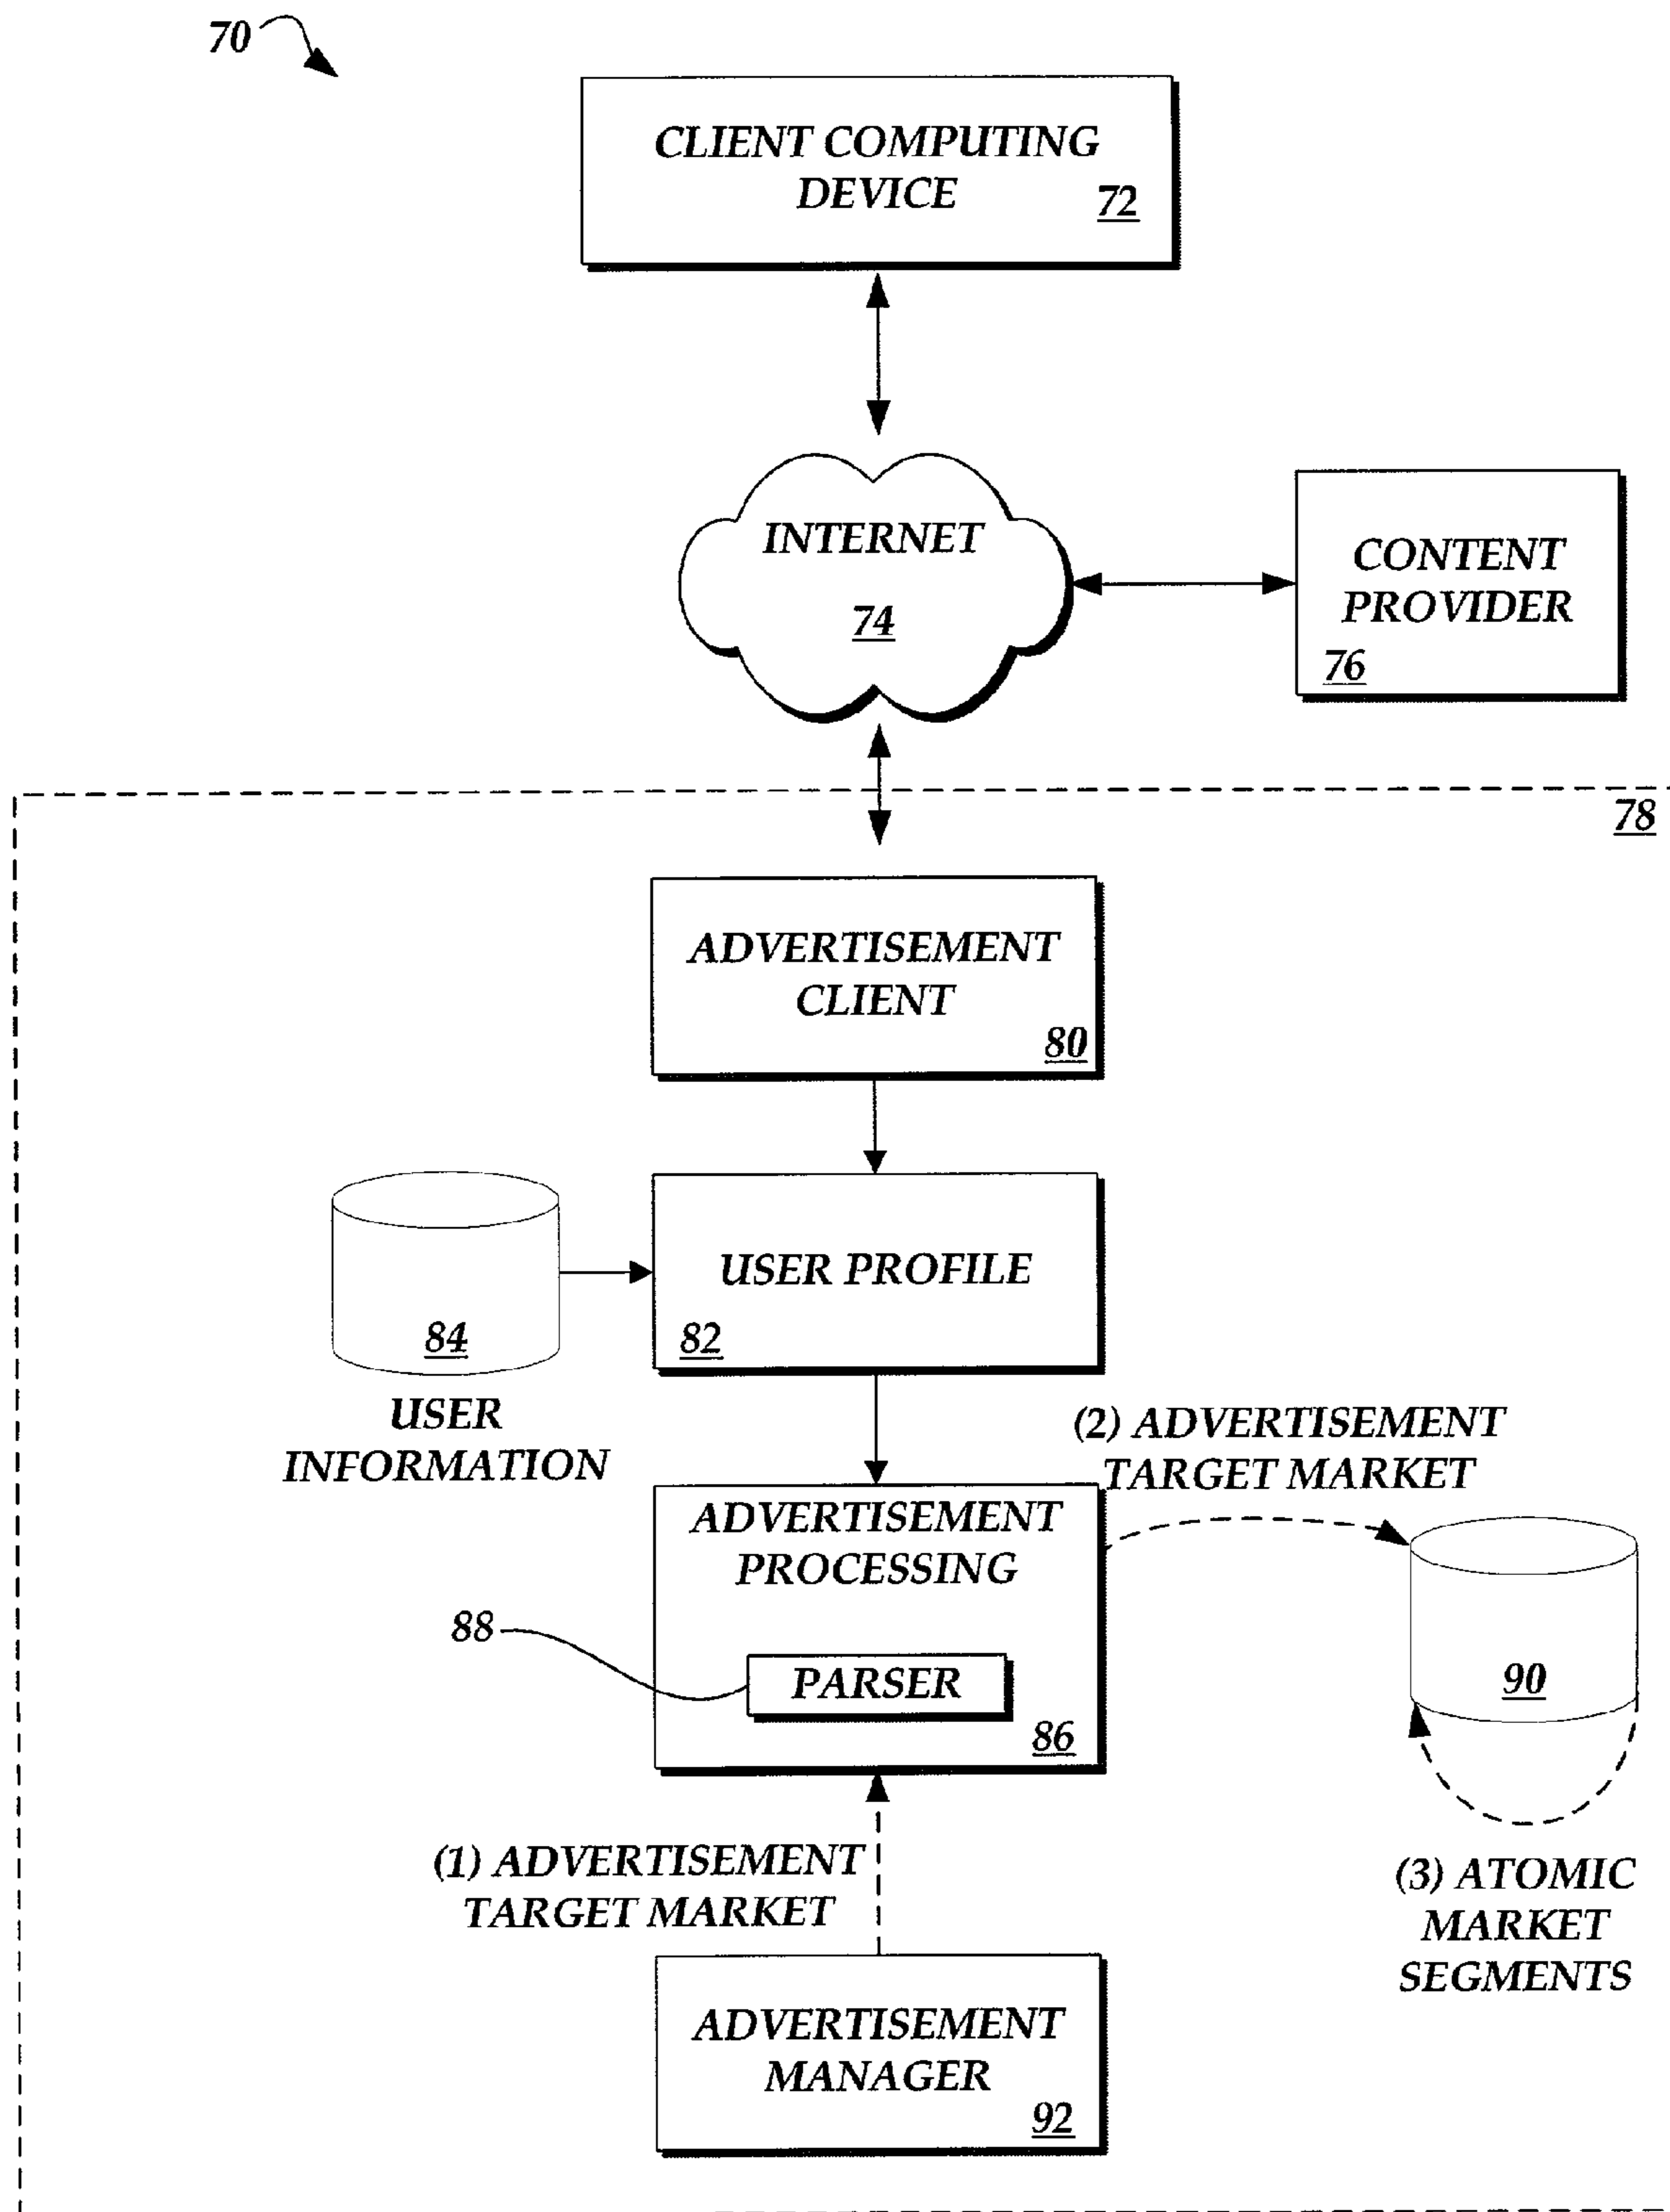 70
CLIENT COMPUTING
DEVICE
72
INTERNET
74
CONTENT
PROVIDER
76
78
ADVERTISEMENT
CLIENT
80
USER PROFILE
82
84
USER
INFORMATION
(2) ADVERTISEMENT
TARGET MARKET
ADVERTISEMENT
PROCESSING
88
PARSER
86
90
(1) ADVERTISEMENT
TARGET MARKET
(3) ATOMIC
MARKET
SEGMENTS
ADVERTISEMENT
MANAGER
92